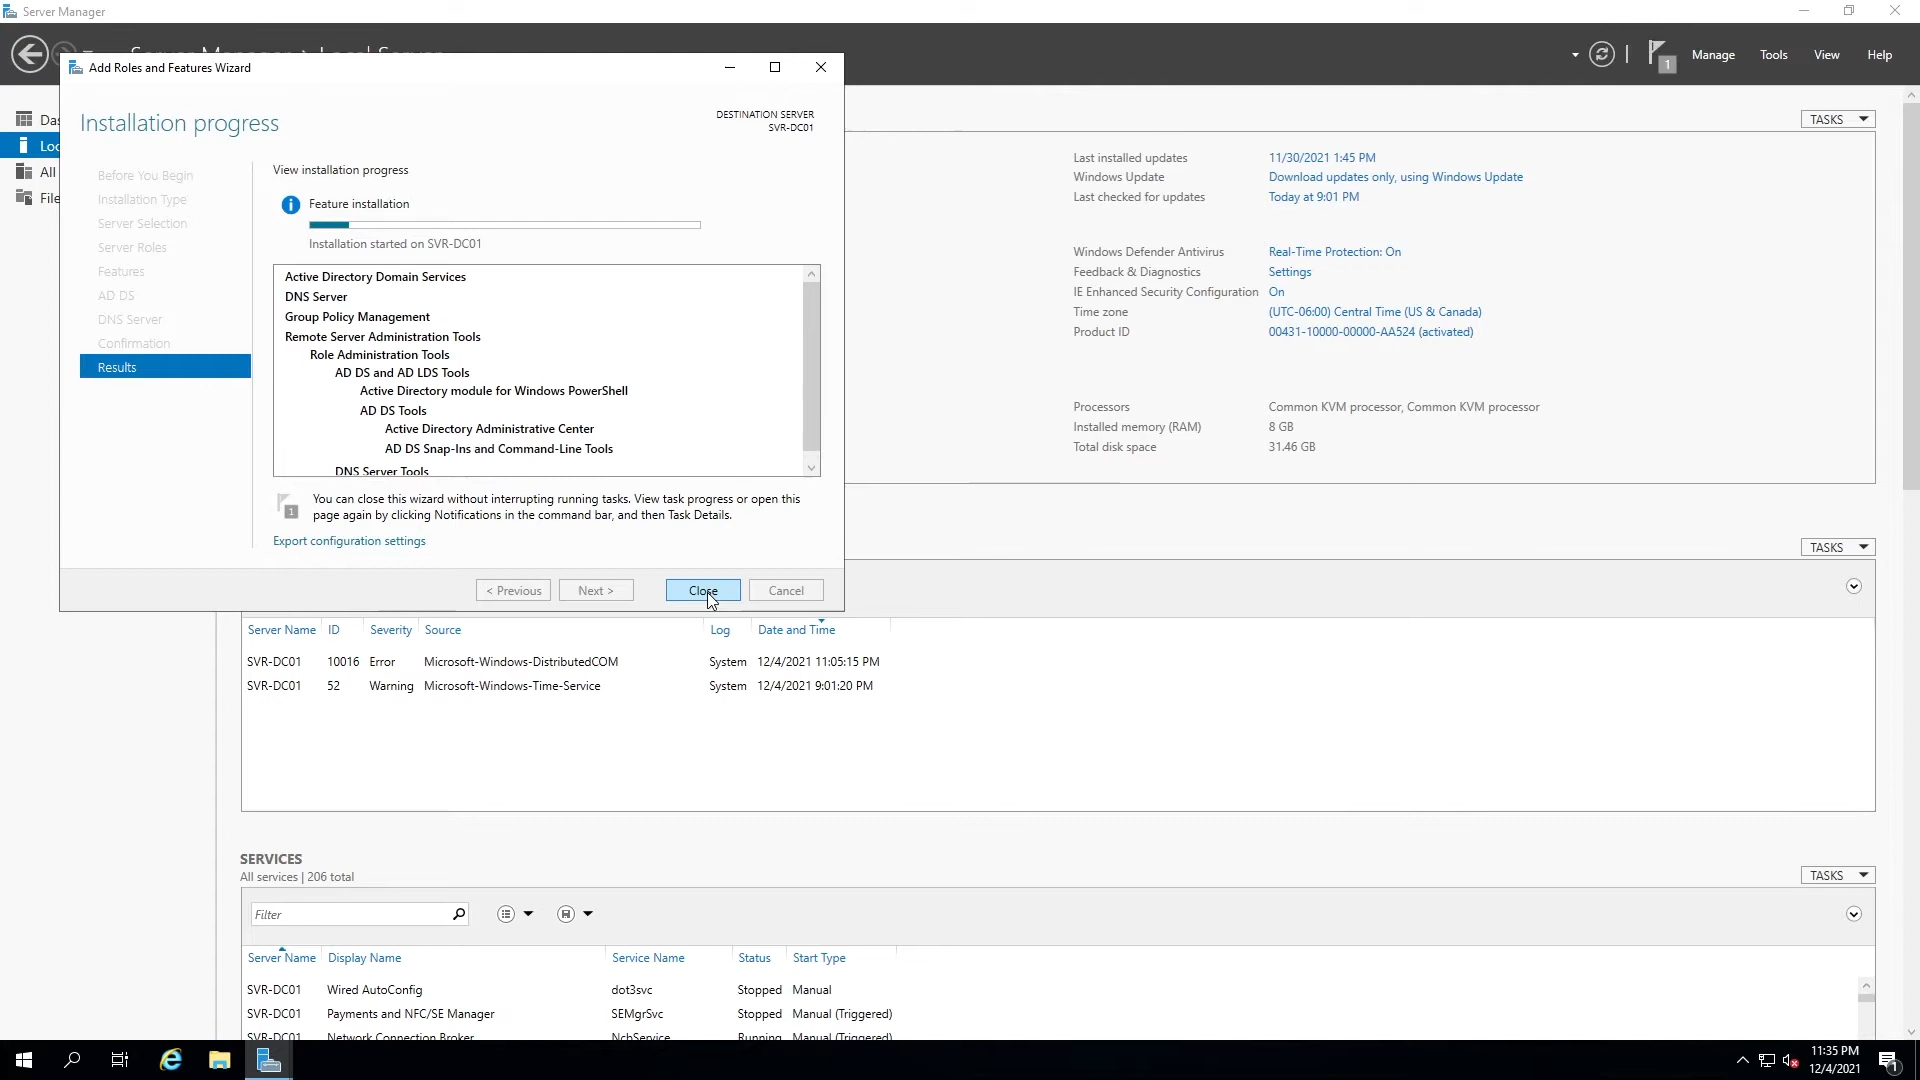 Server Manager
Add Roles and Features Wizard
1
Manage
Tools
View
Help
Installation progress
DESTINATION SERVER
SVR-DC01
Before You Begin
Installation Type
Server Selection
Server Roles
Features
AD DS
DNS Server
Confirmation
Results
View installation progress
Feature installation
Installation started on SVR-DC01
Active Directory Domain Services
DNS Server
Group Policy Management
Remote Server Administration Tools
Role Administration Tools
AD DS and AD LDS Tools
Active Directory module for Windows PowerShell
AD DS Tools
Active Directory Administrative Center
AD DS Snap-Ins and Command-Line Tools
DNS Server Tools
1
You can close this wizard without interrupting running tasks. View task progress or open this
page again by clicking Notifications in the command bar, and then Task Details.
Export configuration settings
< Previous
Next >
Close
Cancel
TASKS
Last installed updates 11/30/2021 1:45 PM
Windows Update Download updates only, using Windows Update
Last checked for updates Today at 9:01 PM
Windows Defender Antivirus Real-Time Protection: On
Feedback & Diagnostics Settings
IE Enhanced Security Configuration On
Time zone (UTC-06:00) Central Time (US & Canada)
Product ID 00431-10000-00000-AA524 (activated)
Processors Common KVM processor, Common KVM processor
Installed memory (RAM) 8 GB
Total disk space 31.46 GB
TASKS
Server Name ID Severity Source Log Date and Time
SVR-DC01 10016 Error Microsoft-Windows-DistributedCOM System 12/4/2021 11:05:15 PM
SVR-DC01 52 Warning Microsoft-Windows-Time-Service System 12/4/2021 9:01:20 PM
SERVICES
All services | 206 total
TASKS
Filter
Server Name Display Name Service Name Status Start Type
SVR-DC01 Wired AutoConfig dot3svc Stopped Manual
SVR-DC01 Payments and NFC/SE Manager SEMgrSvc Stopped Manual (Triggered)
SVR-DC01 Network Connection Broker NcbService Running Manual (Triggered)
11:35 PM
12/4/2021
1